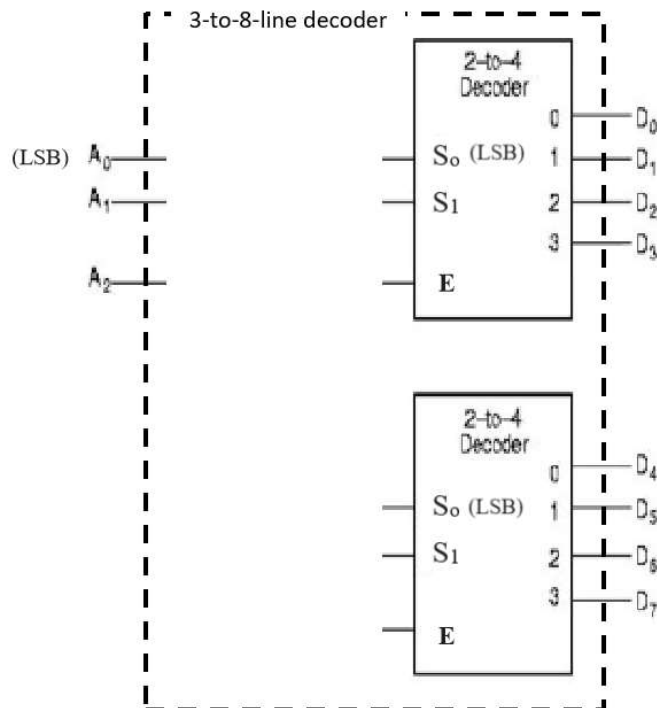 3-to-8-line decoder
2-to-4
Decoder
0 D0
(LSB) A0 So (LSB) 1 D1
A1 S1 2 D2
3 D3
A2 E
2-to-4
Decoder
0 D4
So (LSB) 1 D5
S1 2 D6
3 D7
E